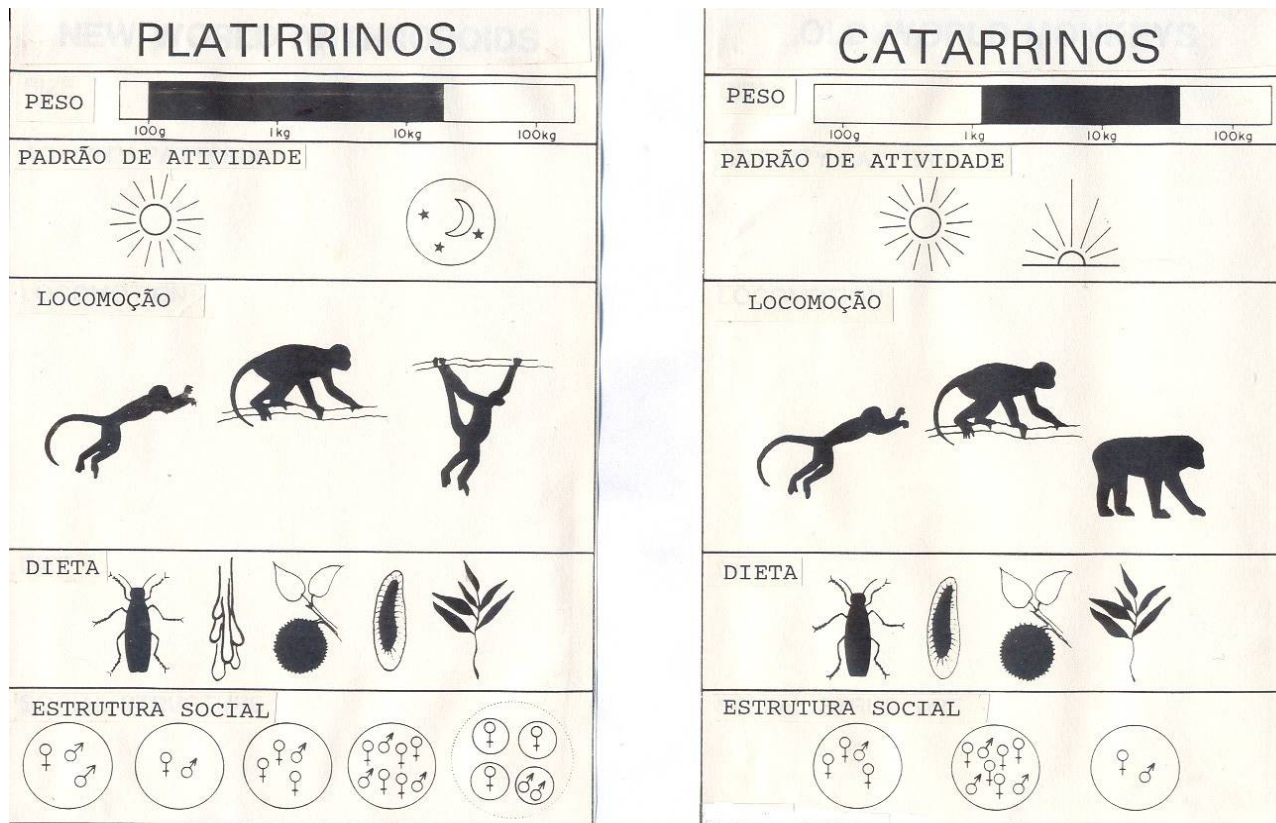 PLATIRRINOS
PESO
100g 1kg 10kg 100kg
PADRÃO DE ATIVIDADE
LOCOMOÇÃO
DIETA
ESTRUTURA SOCIAL
CATARRINOS
PESO
100g 1kg 10kg 100kg
PADRÃO DE ATIVIDADE
LOCOMOÇÃO
DIETA
ESTRUTURA SOCIAL